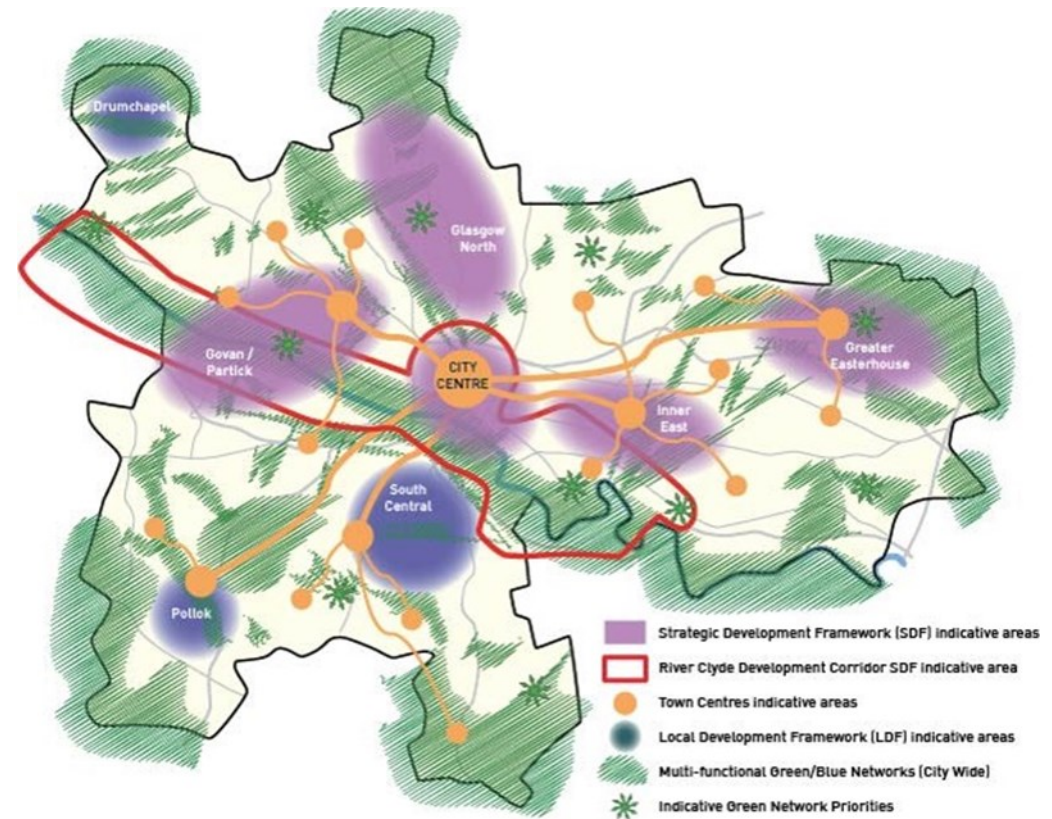 Drumchapel
Glasgow
North
Govan /
Partick
CITY
CENTRE
Greater
Easterhouse
Inner
East
South
Central
Pollok
Strategic Development Framework (SDF) indicative areas
River Clyde Development Corridor SDF indicative area
Town Centres indicative areas
Local Development Framework (LDF) indicative areas
Multi-functional Green/Blue Networks (City Wide)
Indicative Green Network Priorities